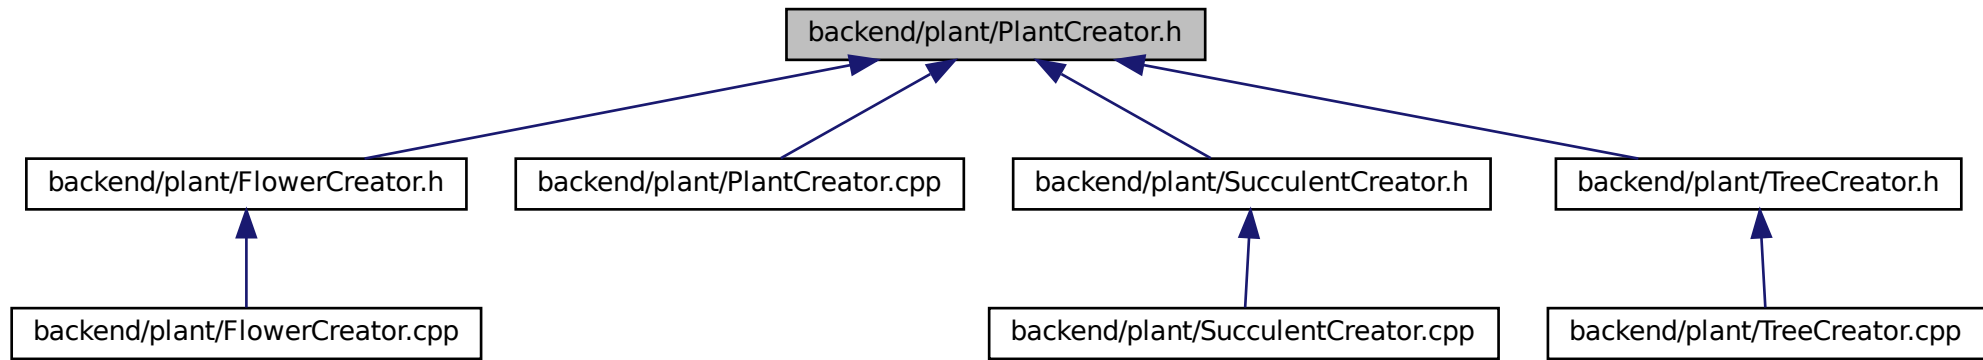 backend/plant/PlantCreator.h
backend/plant/FlowerCreator.h
backend/plant/PlantCreator.cpp
backend/plant/SucculentCreator.h
backend/plant/TreeCreator.h
backend/plant/FlowerCreator.cpp
backend/plant/SucculentCreator.cpp
backend/plant/TreeCreator.cpp